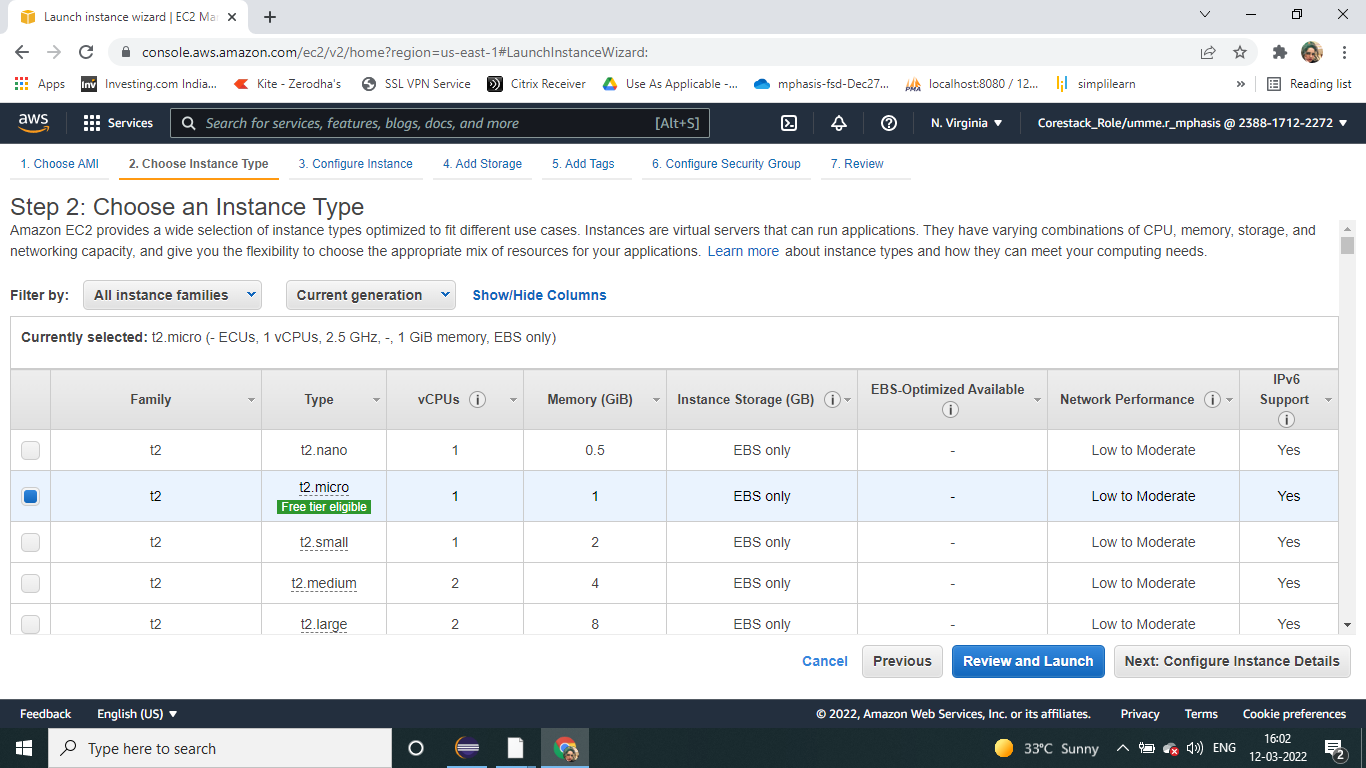 Launch instance wizard | EC2 Ma
console.aws.amazon.com/ec2/v2/home?region=us-east-1#LaunchInstanceWizard:
Apps Investing.com India... Kite - Zerodha's SSL VPN Service Citrix Receiver Use As Applicable -... mphasis-fsd-Dec27... localhost:8080 / 12... simplilearn » Reading list
aws Services Search for services, features, blogs, docs, and more [Alt+S] N. Virginia Corestack_Role/umme.r_mphasis @ 2388-1712-2272
1. Choose AMI 2. Choose Instance Type 3. Configure Instance 4. Add Storage 5. Add Tags 6. Configure Security Group 7. Review
Step 2: Choose an Instance Type
Amazon EC2 provides a wide selection of instance types optimized to fit different use cases. Instances are virtual servers that can run applications. They have varying combinations of CPU, memory, storage, and
networking capacity, and give you the flexibility to choose the appropriate mix of resources for your applications. Learn more about instance types and how they can meet your computing needs.
Filter by: All instance families Current generation Show/Hide Columns
Currently selected: t2.micro (- ECUs, 1 vCPUs, 2.5 GHz, -, 1 GiB memory, EBS only)
Family Type vCPUs Memory (GiB) Instance Storage (GB) EBS-Optimized Available Network Performance IPv6 Support
t2 t2.nano 1 0.5 EBS only - Low to Moderate Yes
t2 t2.micro 1 1 EBS only - Low to Moderate Yes
Free tier eligible
t2 t2.small 1 2 EBS only - Low to Moderate Yes
t2 t2.medium 2 4 EBS only - Low to Moderate Yes
t2 t2.large 2 8 EBS only - Low to Moderate Yes
Cancel Previous Review and Launch Next: Configure Instance Details
Feedback English (US) © 2022, Amazon Web Services, Inc. or its affiliates. Privacy Terms Cookie preferences
Type here to search 33°C Sunny ENG 16:02
12-03-2022 2